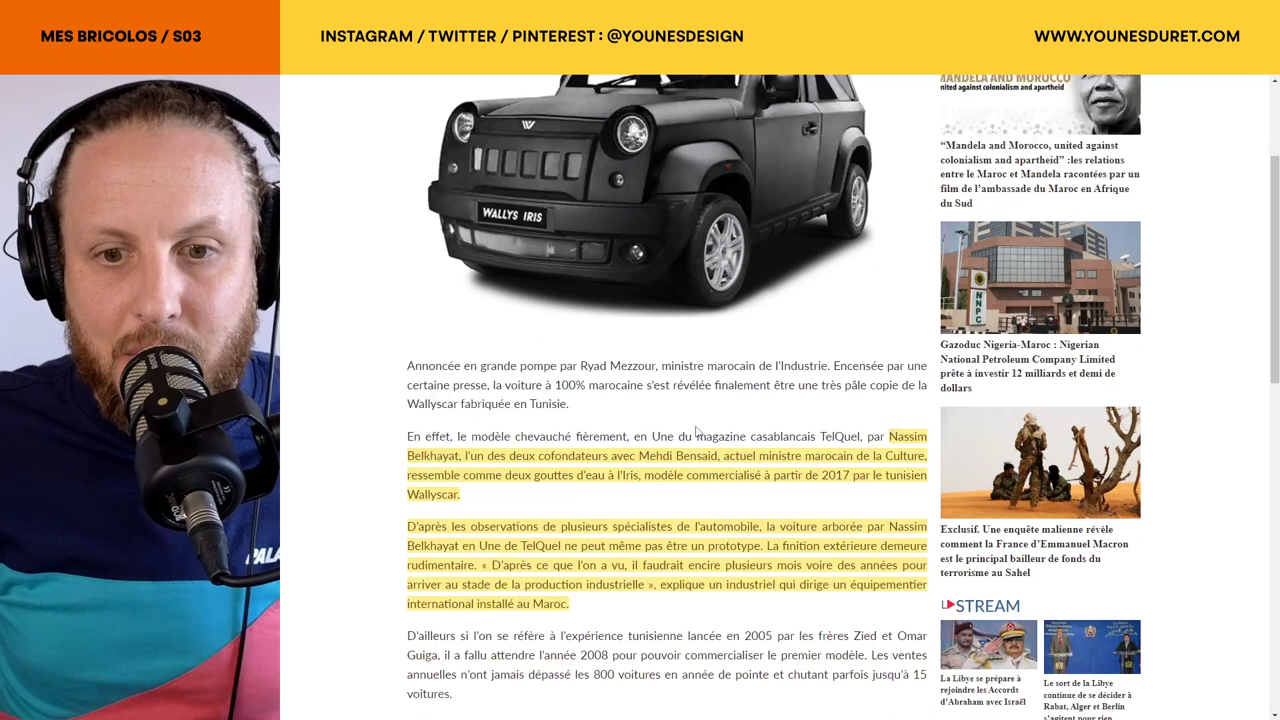 MES BRICOLOS / S03
INSTAGRAM / TWITTER / PINTEREST : @YOUNESDESIGN
WWW.YOUNESDURET.COM
WALLYS IRIS
Annoncée en grande pompe par Ryad Mezzour, ministre marocain de l'Industrie. Encensée par une
certaine presse, la voiture à 100% marocaine s'est révélée finalement être une très pâle copie de la
Wallyscar fabriquée en Tunisie.
En effet, le modèle chevauché fièrement, en Une du magazine casablancais TelQuel, par Nassim
Belkhayat, l'un des deux cofondateurs avec Mehdi Bensaid, actuel ministre marocain de la Culture,
ressemble comme deux gouttes d'eau à l'Iris, modèle commercialisé à partir de 2017 par le tunisien
Wallyscar.
D'après les observations de plusieurs spécialistes de l'automobile, la voiture arborée par Nassim
Belkhayat en Une de TelQuel ne peut même pas être un prototype. La finition extérieure demeure
rudimentaire. « D'après ce que l'on a vu, il faudrait encire plusieurs mois voire des années pour
arriver au stade de la production industrielle », explique un industriel qui dirige un équipementier
international installé au Maroc.
D'ailleurs si l'on se réfère à l'expérience tunisienne lancée en 2005 par les frères Zied et Omar
Guiga, il a fallu attendre l'année 2008 pour pouvoir commercialiser le premier modèle. Les ventes
annuelles n'ont jamais dépassé les 800 voitures en année de pointe et chutant parfois jusqu'à 15
voitures.
MANDELA AND MOROCCO
nited against colonialism and apartheid
“Mandela and Morocco, united against
colonialism and apartheid” :les relations
entre le Maroc et Mandela racontées par un
film de l'ambassade du Maroc en Afrique
du Sud
NNPC
Gazoduc Nigeria-Maroc : Nigerian
National Petroleum Company Limited
prête à investir 12 milliards et demi de
dollars
Exclusif. Une enquête malienne révèle
comment la France d'Emmanuel Macron
est le principal bailleur de fonds du
terrorisme au Sahel
STREAM
La Libye se prépare à
rejoindre les Accords
d'Abraham avec Israël
Le sort de la Libye
continue de se décider à
Rabat, Alger et Berlin
s'agitent pour rien